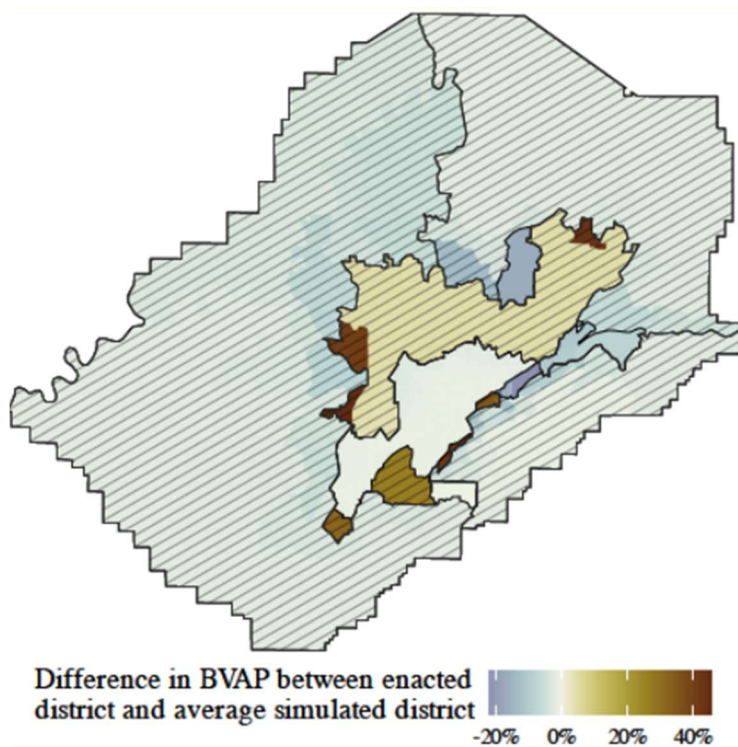 Difference in BVAP between enacted
district and average simulated district
-20% 0% 20% 40%